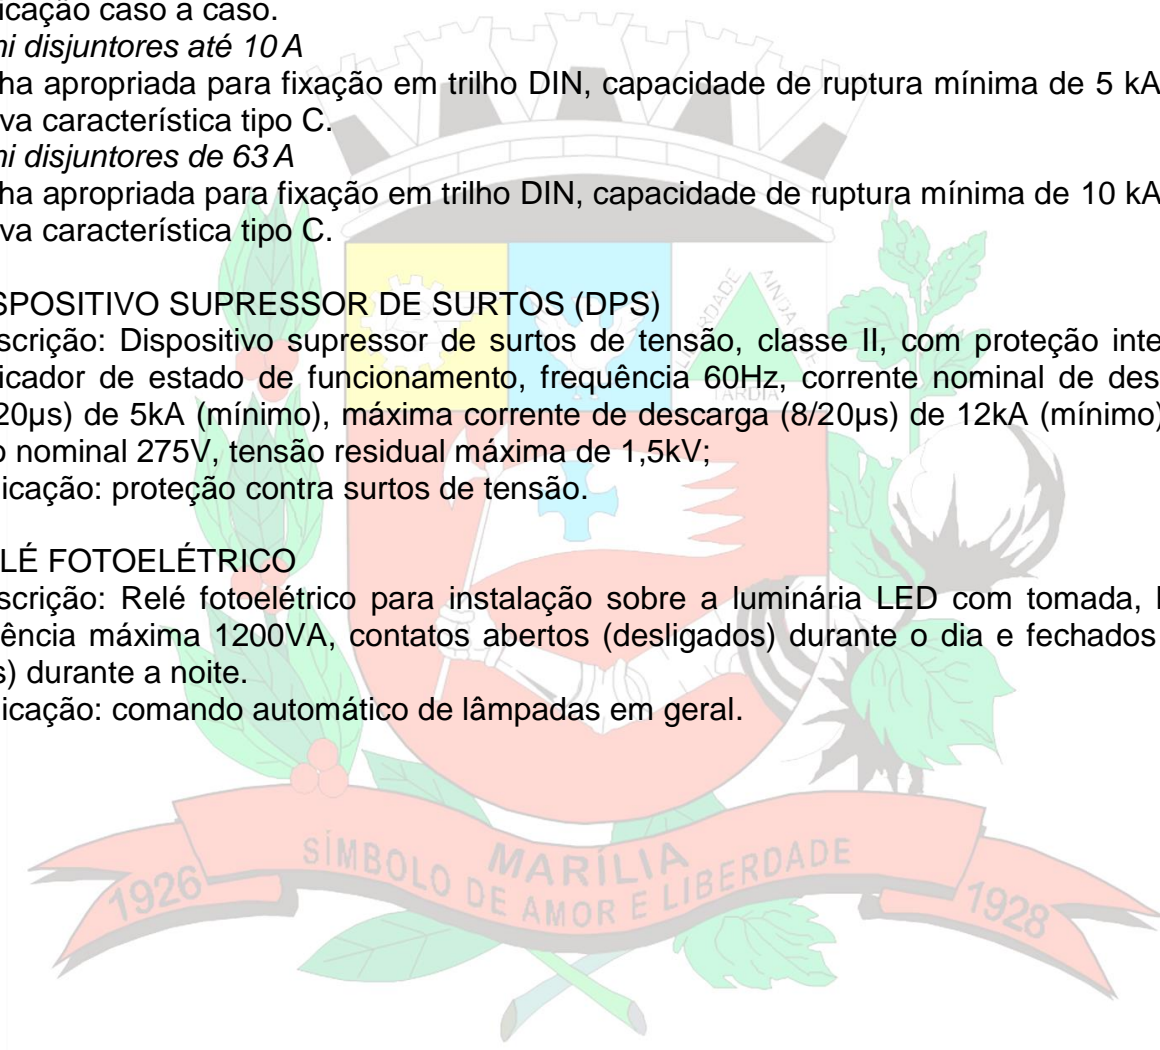 icação caso a caso.
ni disjuntores até 10 A
ha apropriada para fixação em trilho DIN, capacidade de ruptura mínima de 5 kA
va característica tipo C.
ni disjuntores de 63 A
ha apropriada para fixação em trilho DIN, capacidade de ruptura mínima de 10 kA
va característica tipo C.
SPOSITIVO SUPRESSOR DE SURTOS (DPS)
scrição: Dispositivo supressor de surtos de tensão, classe II, com proteção inte
icador de estado de funcionamento, frequência 60Hz, corrente nominal de des
20µs) de 5kA (mínimo), máxima corrente de descarga (8/20µs) de 12kA (mínimo)
o nominal 275V, tensão residual máxima de 1,5kV;
licação: proteção contra surtos de tensão.
LÉ FOTOELÉTRICO
scrição: Relé fotoelétrico para instalação sobre a luminária LED com tomada,
ência máxima 1200VA, contatos abertos (desligados) durante o dia e fechados
s) durante a noite.
licação: comando automático de lâmpadas em geral.
LIBERDADE AINDA QUE TARDIA
1926 SÍMBOLO DE AMOR E LIBERDADE 1928
MARÍLIA